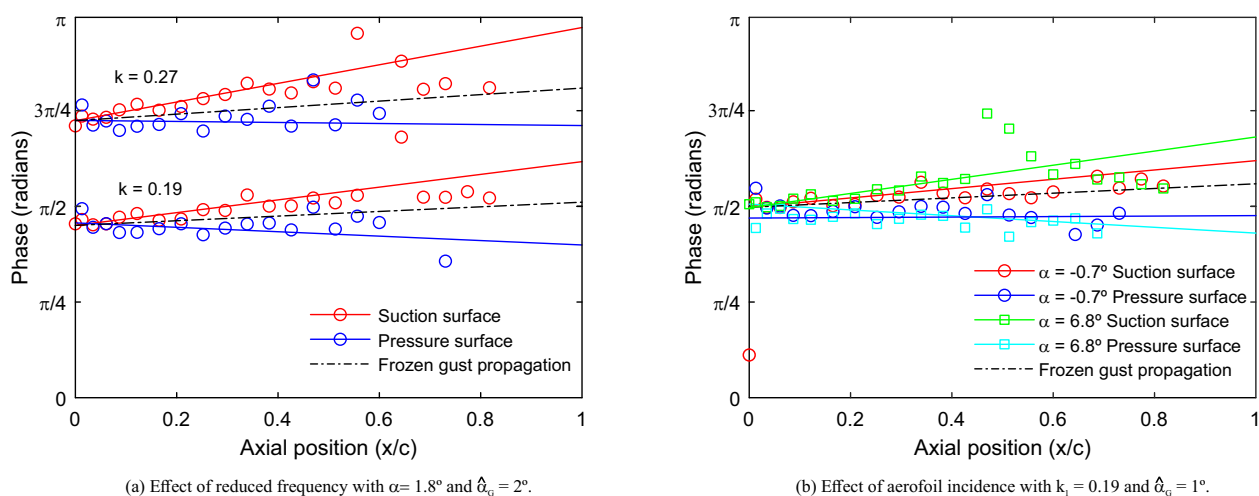 π
3π/4
π/2
π/4
0
Phase (radians)
k = 0.27
k = 0.19
Suction surface
Pressure surface
Frozen gust propagation
0 0.2 0.4 0.6 0.8 1
Axial position (x/c)
(a) Effect of reduced frequency with α= 1.8º and α̂G = 2º.
π
3π/4
π/2
π/4
0
Phase (radians)
α = -0.7º Suction surface
α = -0.7º Pressure surface
α = 6.8º Suction surface
α = 6.8º Pressure surface
Frozen gust propagation
0 0.2 0.4 0.6 0.8 1
Axial position (x/c)
(b) Effect of aerofoil incidence with k₁ = 0.19 and α̂G = 1º.